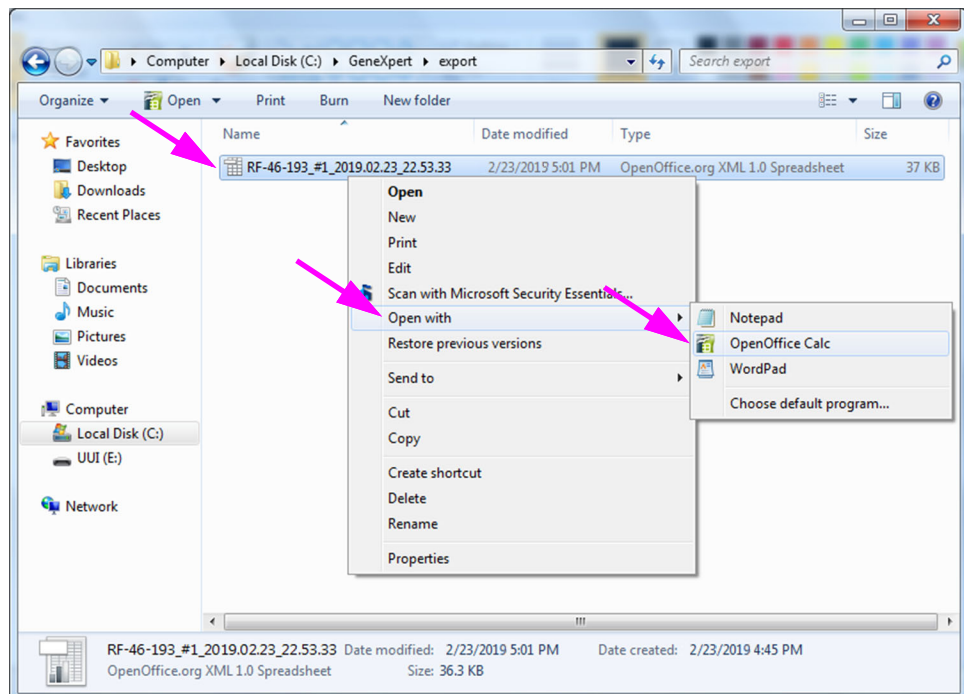 Computer Local Disk (C:) GeneXpert export Search export
Organize Open Print Burn New folder
Name Date modified Type Size
RF-46-193_#1_2019.02.23_22.53.33 2/23/2019 5:01 PM OpenOffice.org XML 1.0 Spreadsheet 37 KB
Favorites
Desktop
Downloads
Recent Places
Libraries
Documents
Music
Pictures
Videos
Computer
Local Disk (C:)
UUI (E:)
Network
Open
New
Print
Edit
Scan with Microsoft Security Essentials...
Open with
Restore previous versions
Send to
Cut
Copy
Create shortcut
Delete
Rename
Properties
Notepad
OpenOffice Calc
WordPad
Choose default program...
RF-46-193_#1_2019.02.23_22.53.33 Date modified: 2/23/2019 5:01 PM Date created: 2/23/2019 4:45 PM
OpenOffice.org XML 1.0 Spreadsheet Size: 36.3 KB